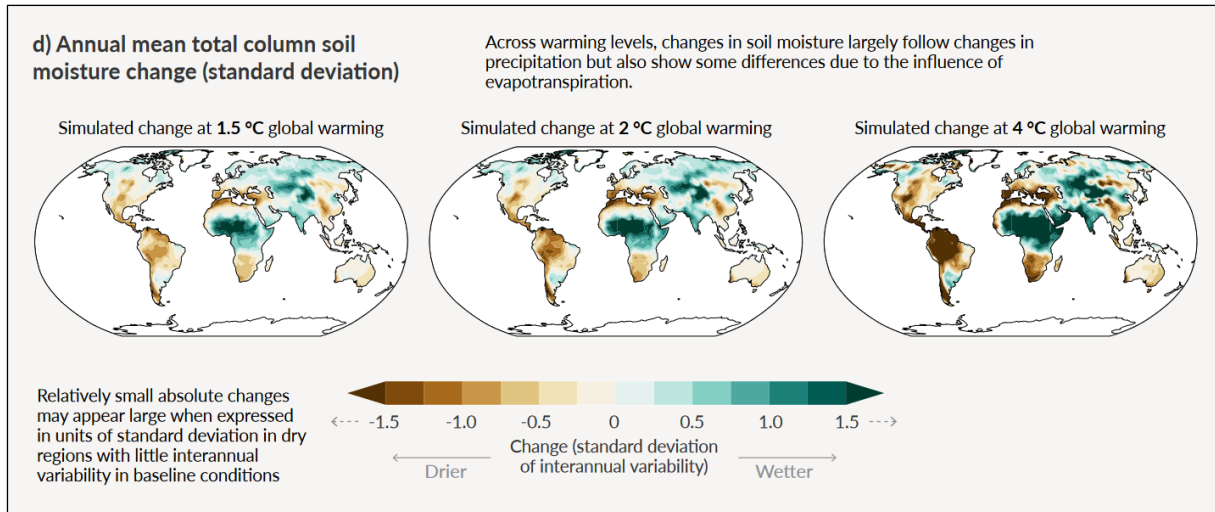 d) Annual mean total column soil
moisture change (standard deviation)
Across warming levels, changes in soil moisture largely follow changes in
precipitation but also show some differences due to the influence of
evapotranspiration.
Simulated change at 1.5 °C global warming
Simulated change at 2 °C global warming
Simulated change at 4 °C global warming
Relatively small absolute changes
may appear large when expressed
in units of standard deviation in dry
regions with little interannual
variability in baseline conditions
-1.5 -1.0 -0.5 0 0.5 1.0 1.5
Change (standard deviation
of interannual variability)
Drier
Wetter